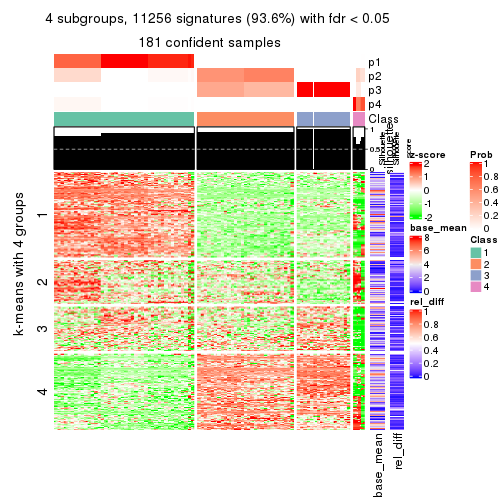 4 subgroups, 11256 signatures (93.6%) with fdr < 0.05
181 confident samples
p1
p2
p3
p4
Class
1
0.5
0
silhouettes
k-means with 4 groups
1
2
3
4
base_mean
rel_diff
z-score
2
1
0
-1
-2
base_mean
8
6
4
2
0
rel_diff
1
0.8
0.6
0.4
0.2
0
Prob
1
0.8
0.6
0.4
0.2
0
Class
1
2
3
4